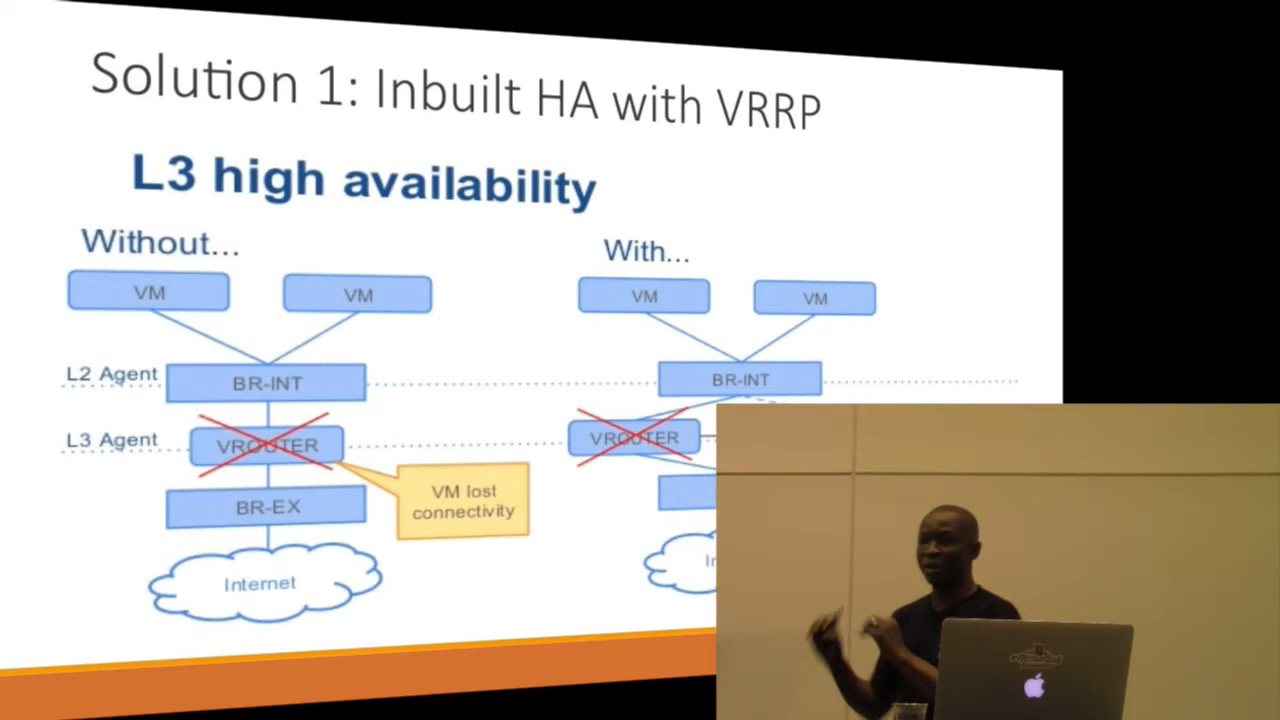 Solution 1: Inbuilt HA with VRRP
L3 high availability
Without...
With...
VM
VM
VM
VM
L2 Agent
BR-INT
BR-INT
L3 Agent
VROUTER
VROUTER
VM lost
connectivity
BR-EX
Internet